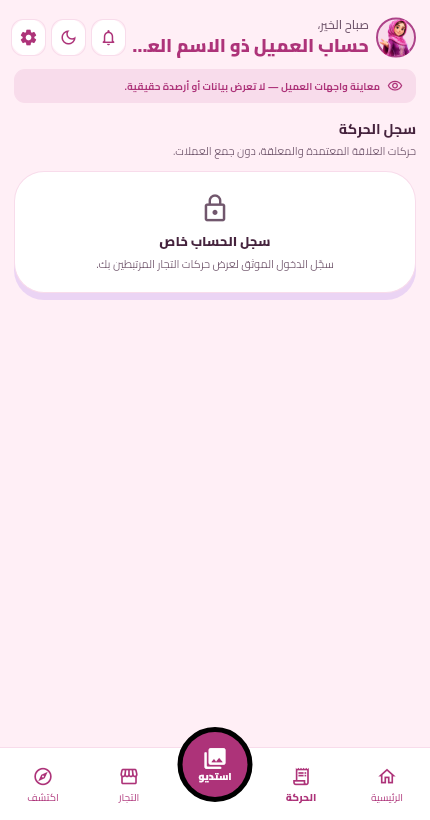 صباح الخير،
حساب العميل ذو الاسم الع...
معاينة واجهات العميل — لا تعرض بيانات أو أرصدة حقيقية.
سجل الحركة
حركات العلاقة المعتمدة والمعلقة، دون جمع العملات.
سجل الحساب خاص
سجّل الدخول الموثق لعرض حركات التجار المرتبطين بك.
الرئيسية
الحركة
استديو
التجار
اكتشف